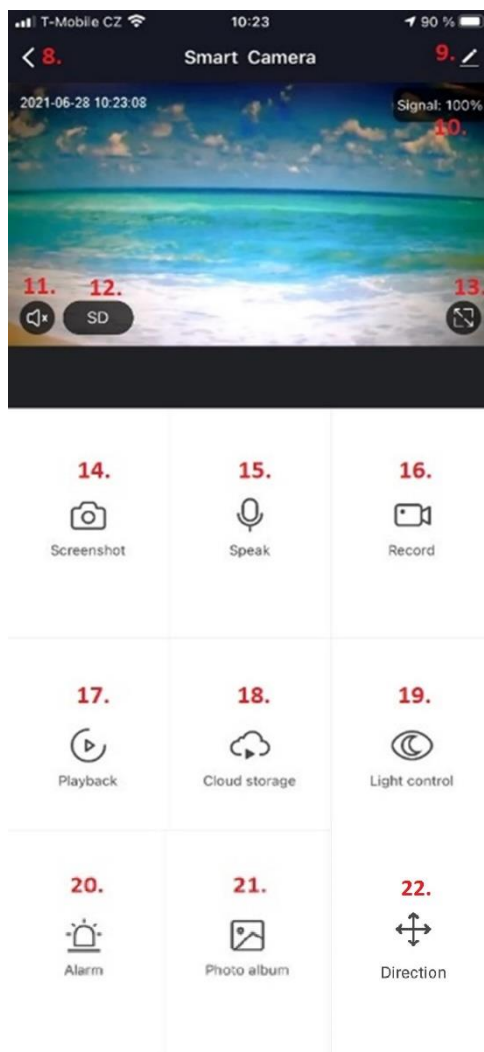 T-Mobile CZ 10:23 90 %
8. Smart Camera 9.
2021-06-28 10:23:08 Signal: 100%
10.
11. 12. 13.
SD
14. 15. 16.
Screenshot Speak Record
17. 18. 19.
Playback Cloud storage Light control
20. 21. 22.
Alarm Photo album Direction